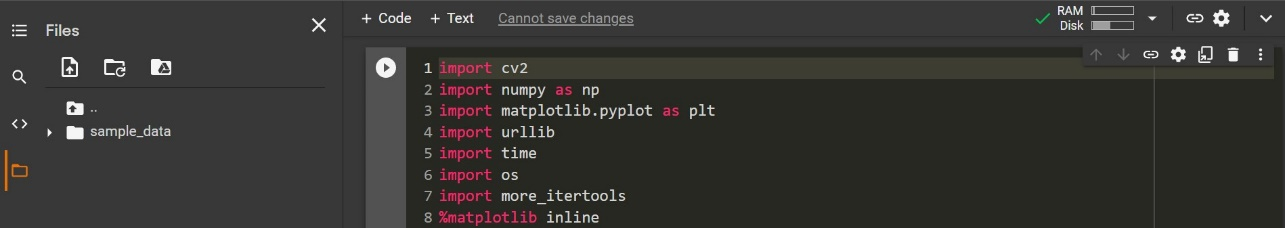 Files
..
sample_data
+ Code + Text Cannot save changes
RAM
Disk
1 import cv2
2 import numpy as np
3 import matplotlib.pyplot as plt
4 import urllib
5 import time
6 import os
7 import more_itertools
8 %matplotlib inline